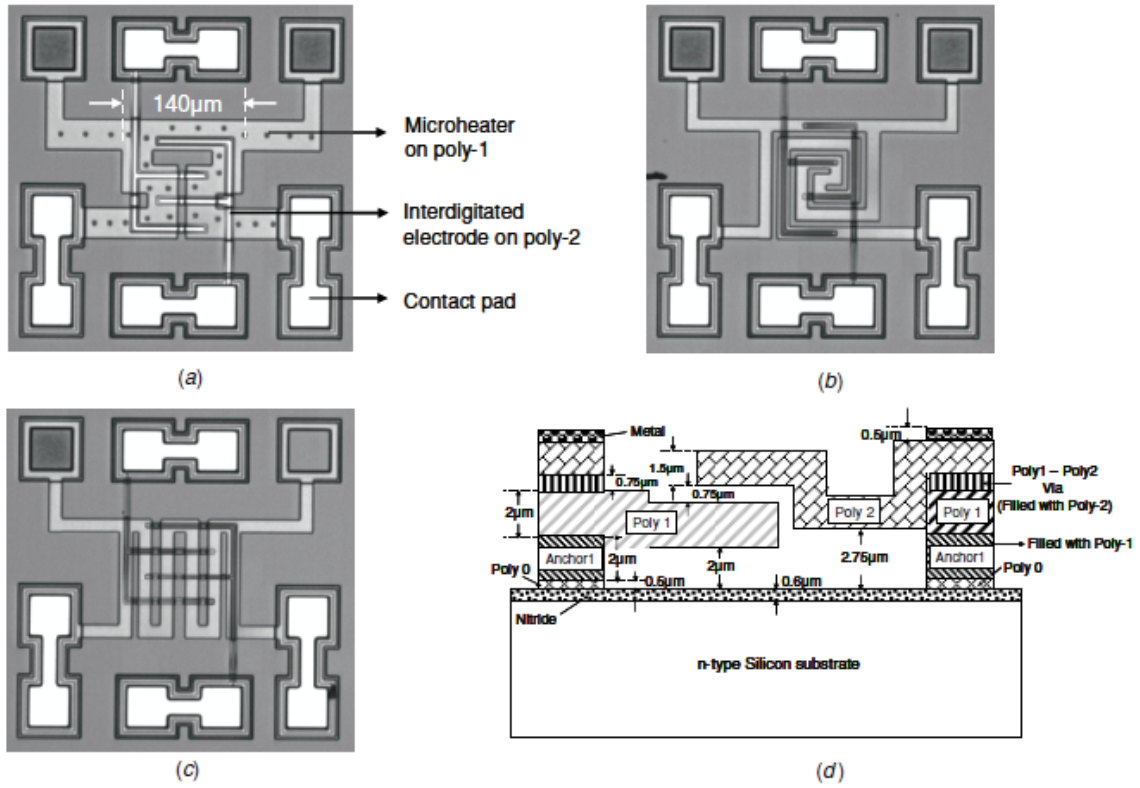 140µm
Microheater
on poly-1
Interdigitated
electrode on poly-2
Contact pad
(a)
(b)
(c)
Metal
0.5µm
1.5µm
0.75µm
0.75µm
Poly1 – Poly2
Via
(Filled with Poly-2)
2µm
Poly 1
Poly 2
Poly 1
Filled with Poly-1
Anchor1
2µm
2µm
2.75µm
Anchor1
Poly 0
0.5µm
0.6µm
Poly 0
Nitride
n-type Silicon substrate
(d)